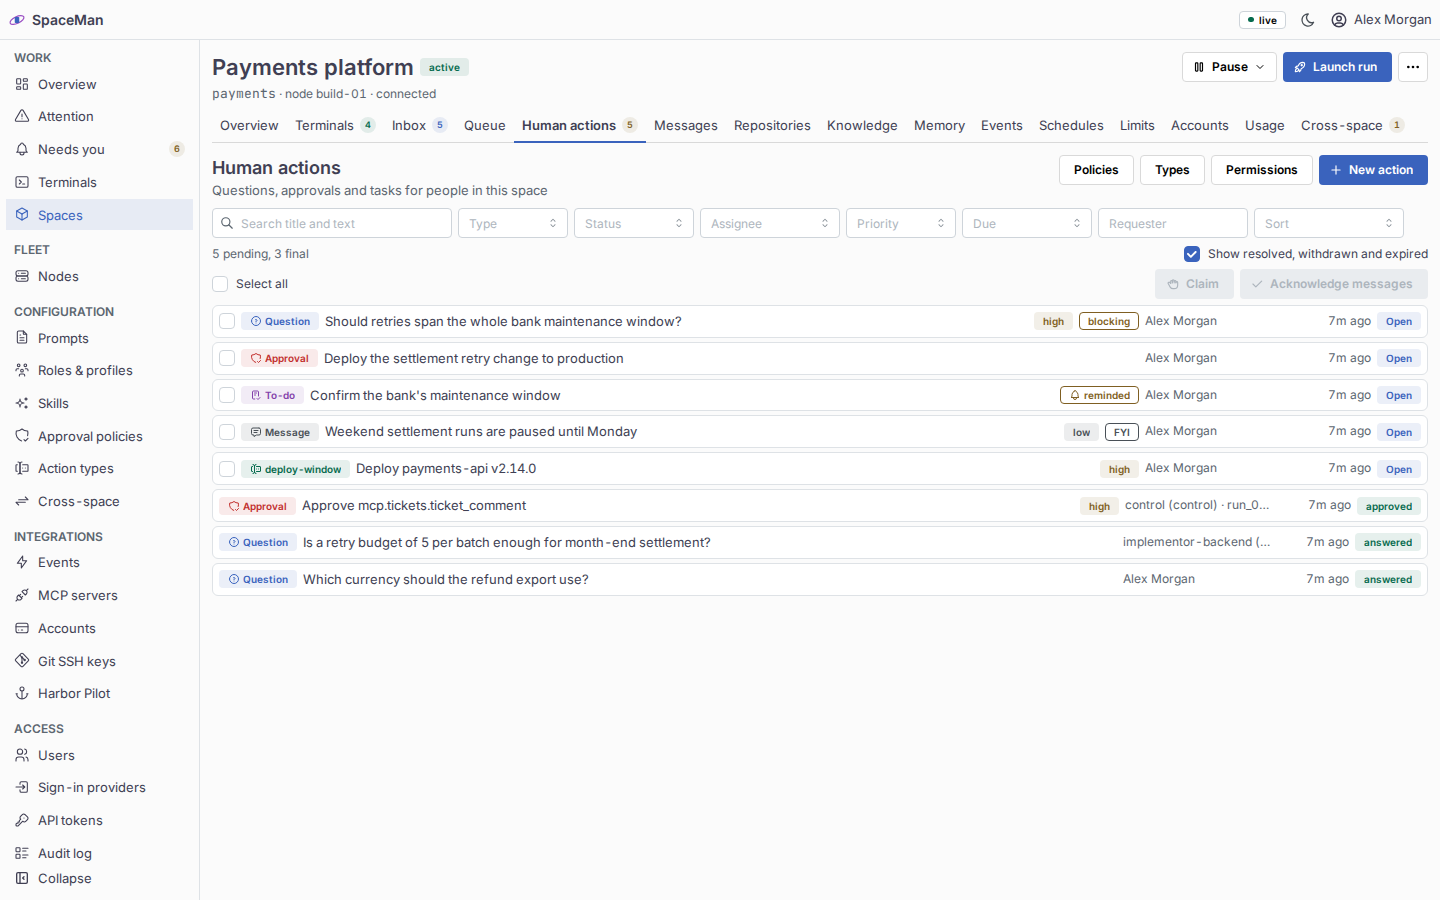 SpaceMan
live
Alex Morgan
WORK
Overview
Attention
Needs you 6
Terminals
Spaces
FLEET
Nodes
CONFIGURATION
Prompts
Roles & profiles
Skills
Approval policies
Action types
Cross-space
INTEGRATIONS
Events
MCP servers
Accounts
Git SSH keys
Harbor Pilot
ACCESS
Users
Sign-in providers
API tokens
Audit log
Collapse
Payments platform active
Pause
Launch run
payments · node build-01 · connected
Overview Terminals 4 Inbox 5 Queue Human actions 5 Messages Repositories Knowledge Memory Events Schedules Limits Accounts Usage Cross-space 1
Human actions
Questions, approvals and tasks for people in this space
Policies Types Permissions New action
Search title and text Type Status Assignee Priority Due Requester Sort
5 pending, 3 final
Show resolved, withdrawn and expired
Select all
Claim Acknowledge messages
Question Should retries span the whole bank maintenance window? high blocking Alex Morgan 7m ago Open
Approval Deploy the settlement retry change to production Alex Morgan 7m ago Open
To-do Confirm the bank's maintenance window reminded Alex Morgan 7m ago Open
Message Weekend settlement runs are paused until Monday low FYI Alex Morgan 7m ago Open
deploy-window Deploy payments-api v2.14.0 high Alex Morgan 7m ago Open
Approval Approve mcp.tickets.ticket_comment high control (control) · run_0… 7m ago approved
Question Is a retry budget of 5 per batch enough for month-end settlement? implementor-backend (… 7m ago answered
Question Which currency should the refund export use? Alex Morgan 7m ago answered